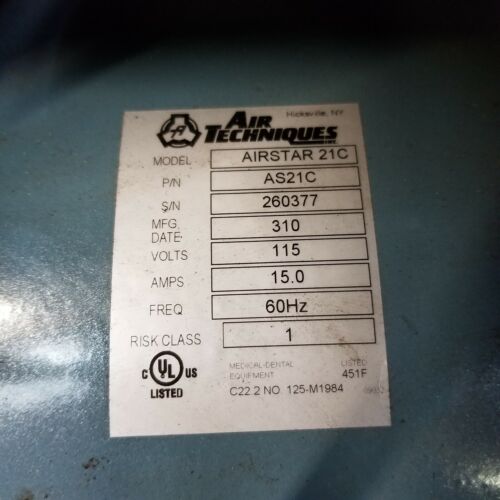 AIR
TECHNIQUES INC.
Hicksville, NY
MODEL AIRSTAR 21C
P/N AS21C
S/N 260377
MFG. DATE: 310
VOLTS 115
AMPS 15.0
FREQ 60Hz
RISK CLASS 1
C UL US
LISTED
MEDICAL-DENTAL
EQUIPMENT
LISTED
451F
C22.2 NO. 125-M1984